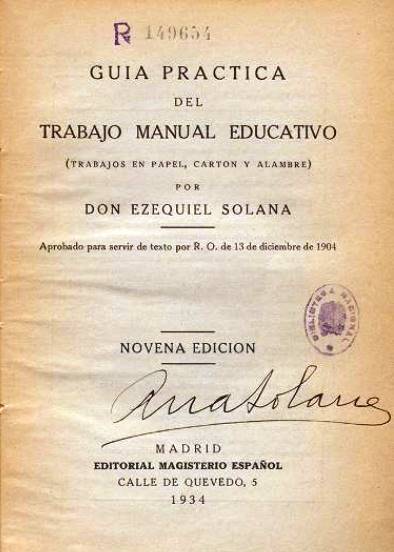 R 149654
GUIA PRACTICA
DEL
TRABAJO MANUAL EDUCATIVO
(TRABAJOS EN PAPEL, CARTON Y ALAMBRE)
POR
DON EZEQUIEL SOLANA
Aprobado para servir de texto por R. O. de 13 de diciembre de 1904
BIBLIOTECA NACIONAL
NOVENA EDICION
Ana Solana
MADRID
EDITORIAL MAGISTERIO ESPAÑOL
CALLE DE QUEVEDO, 5
1934